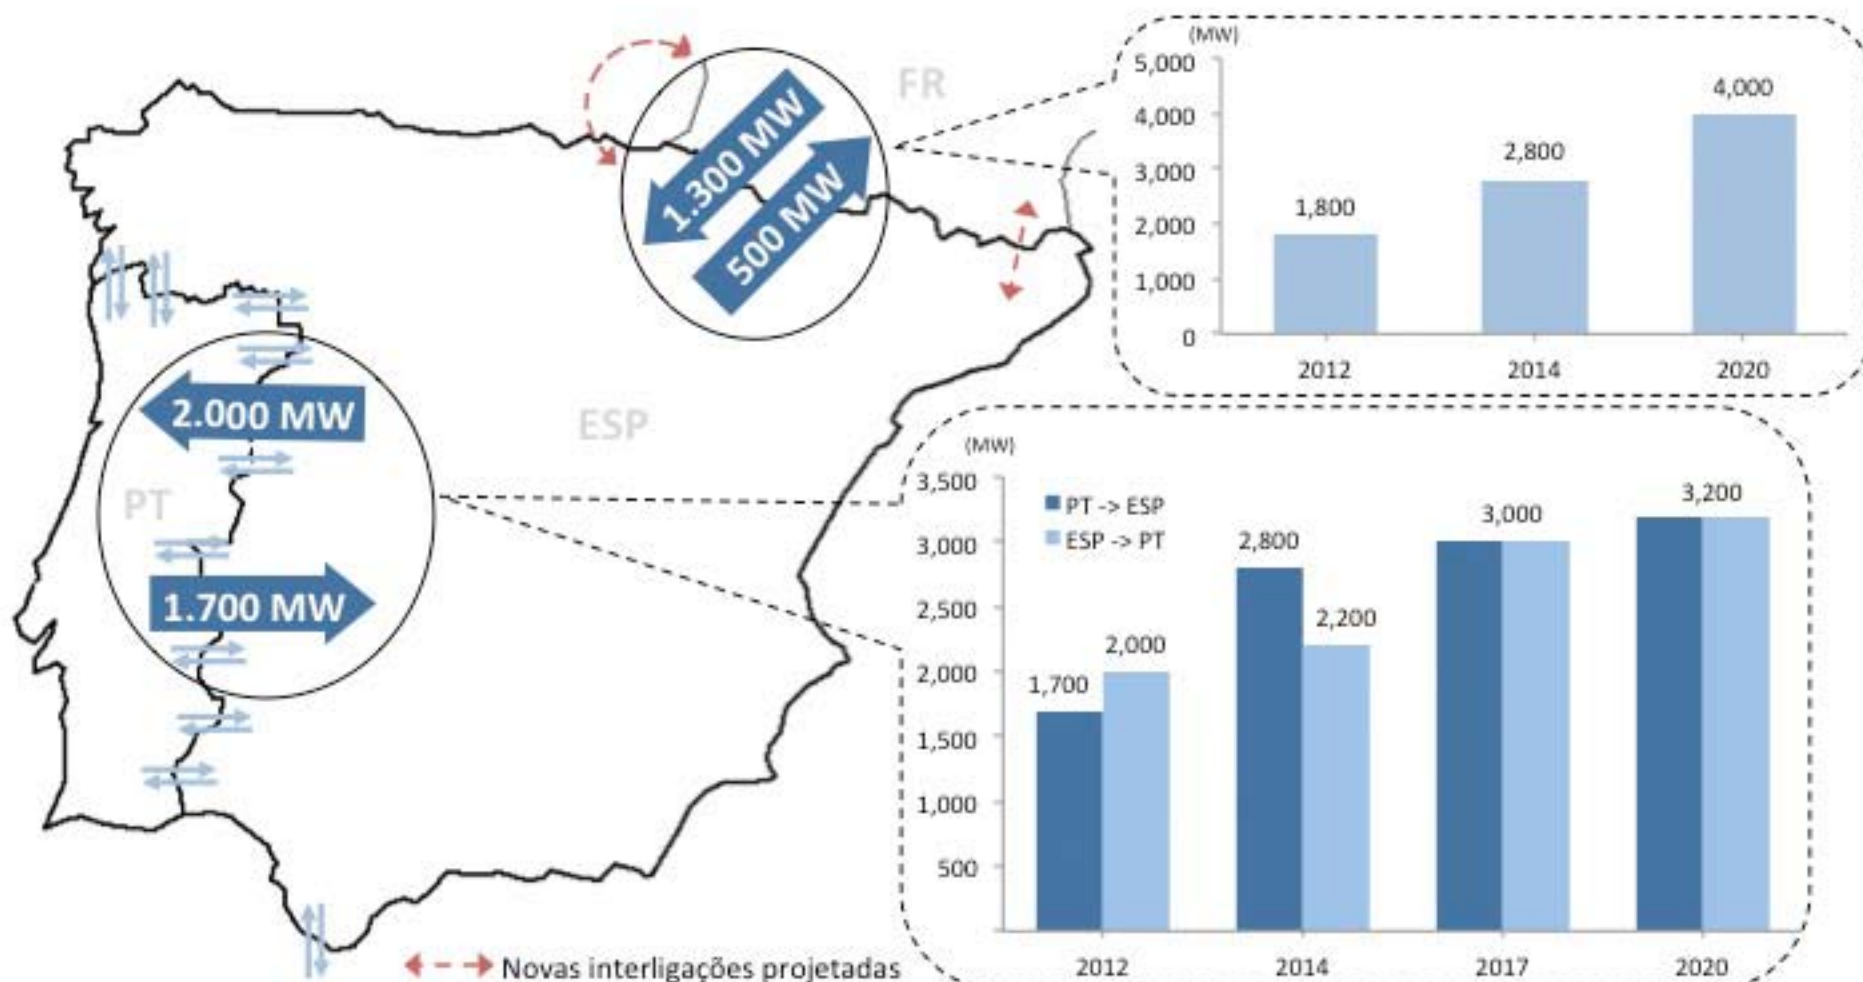 FR
1.300 MW
500 MW
ESP
2.000 MW
PT
1.700 MW
Novas interligações projetadas
(MW)
5,000
4,000
3,000
2,000
1,000
0
1,800
2,800
4,000
2012
2014
2020
(MW)
3,500
3,000
2,500
2,000
1,500
1,000
500
PT -> ESP
ESP -> PT
1,700
2,000
2,800
2,200
3,000
3,200
2012
2014
2017
2020